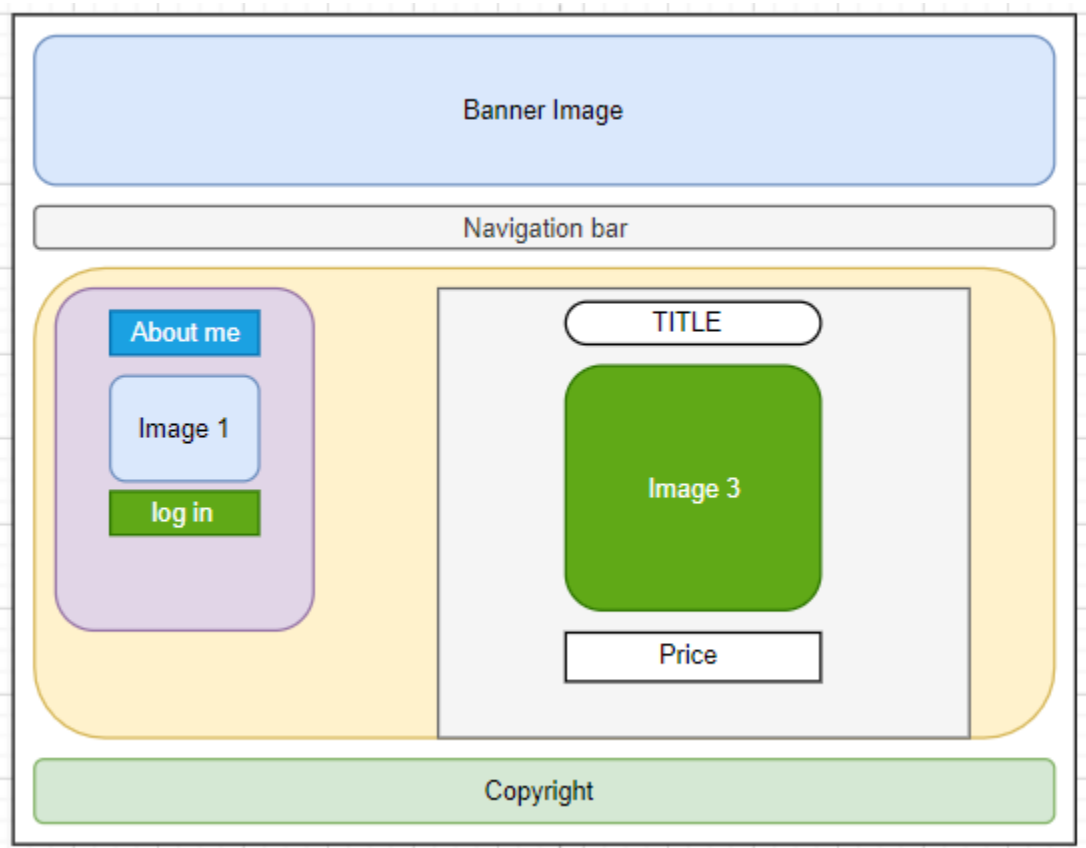 Banner Image
Navigation bar
About me
Image 1
log in
TITLE
Image 3
Price
Copyright